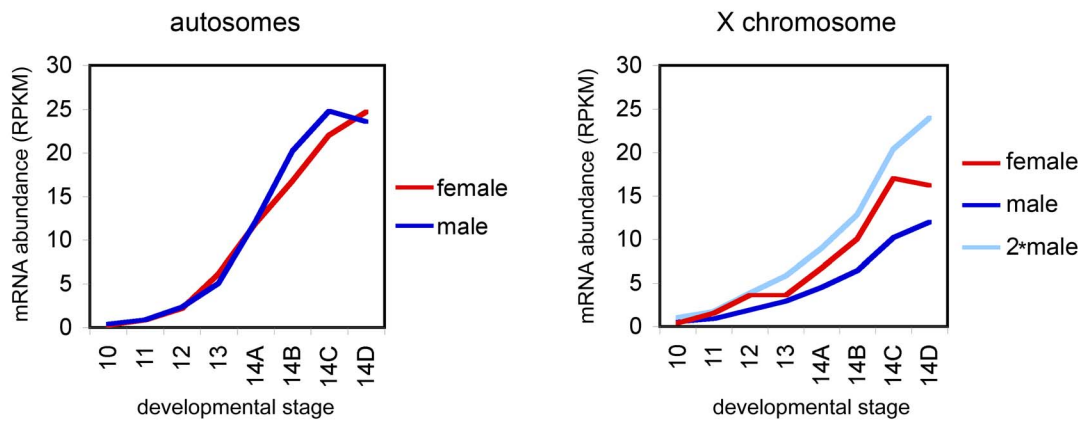 autosomes
mRNA abundance (RPKM)
30
25
20
15
10
5
0
10
11
12
13
14A
14B
14C
14D
developmental stage
female
male
X chromosome
mRNA abundance (RPKM)
30
25
20
15
10
5
0
10
11
12
13
14A
14B
14C
14D
developmental stage
female
male
2*male